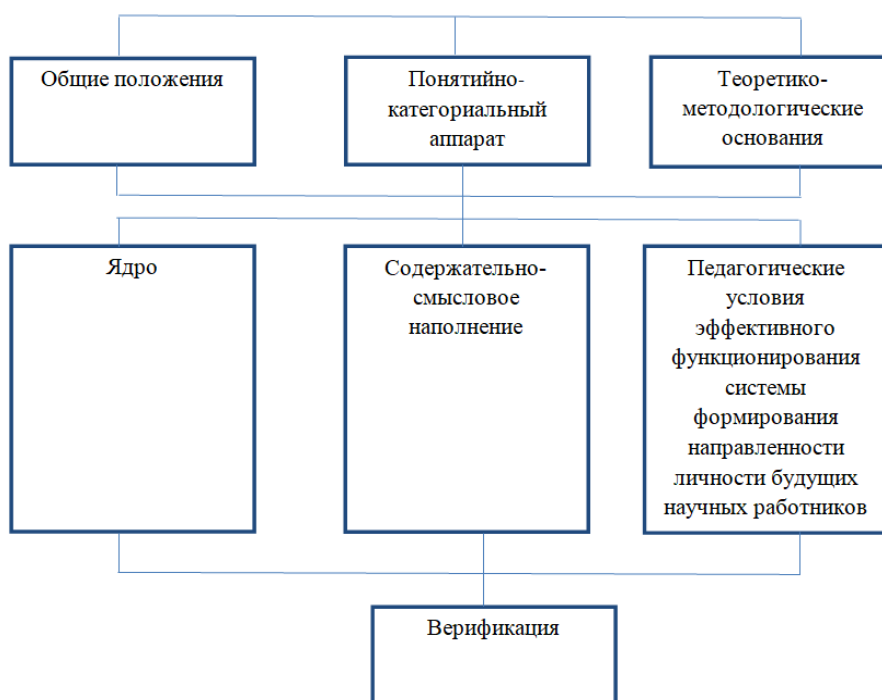 Общие положения
Понятийно-
категориальный
аппарат
Теоретико-
методологические
основания
Ядро
Содержательно-
смысловое
наполнение
Педагогические
условия
эффективного
функционирования
системы
формирования
направленности
личности будущих
научных работников
Верификация